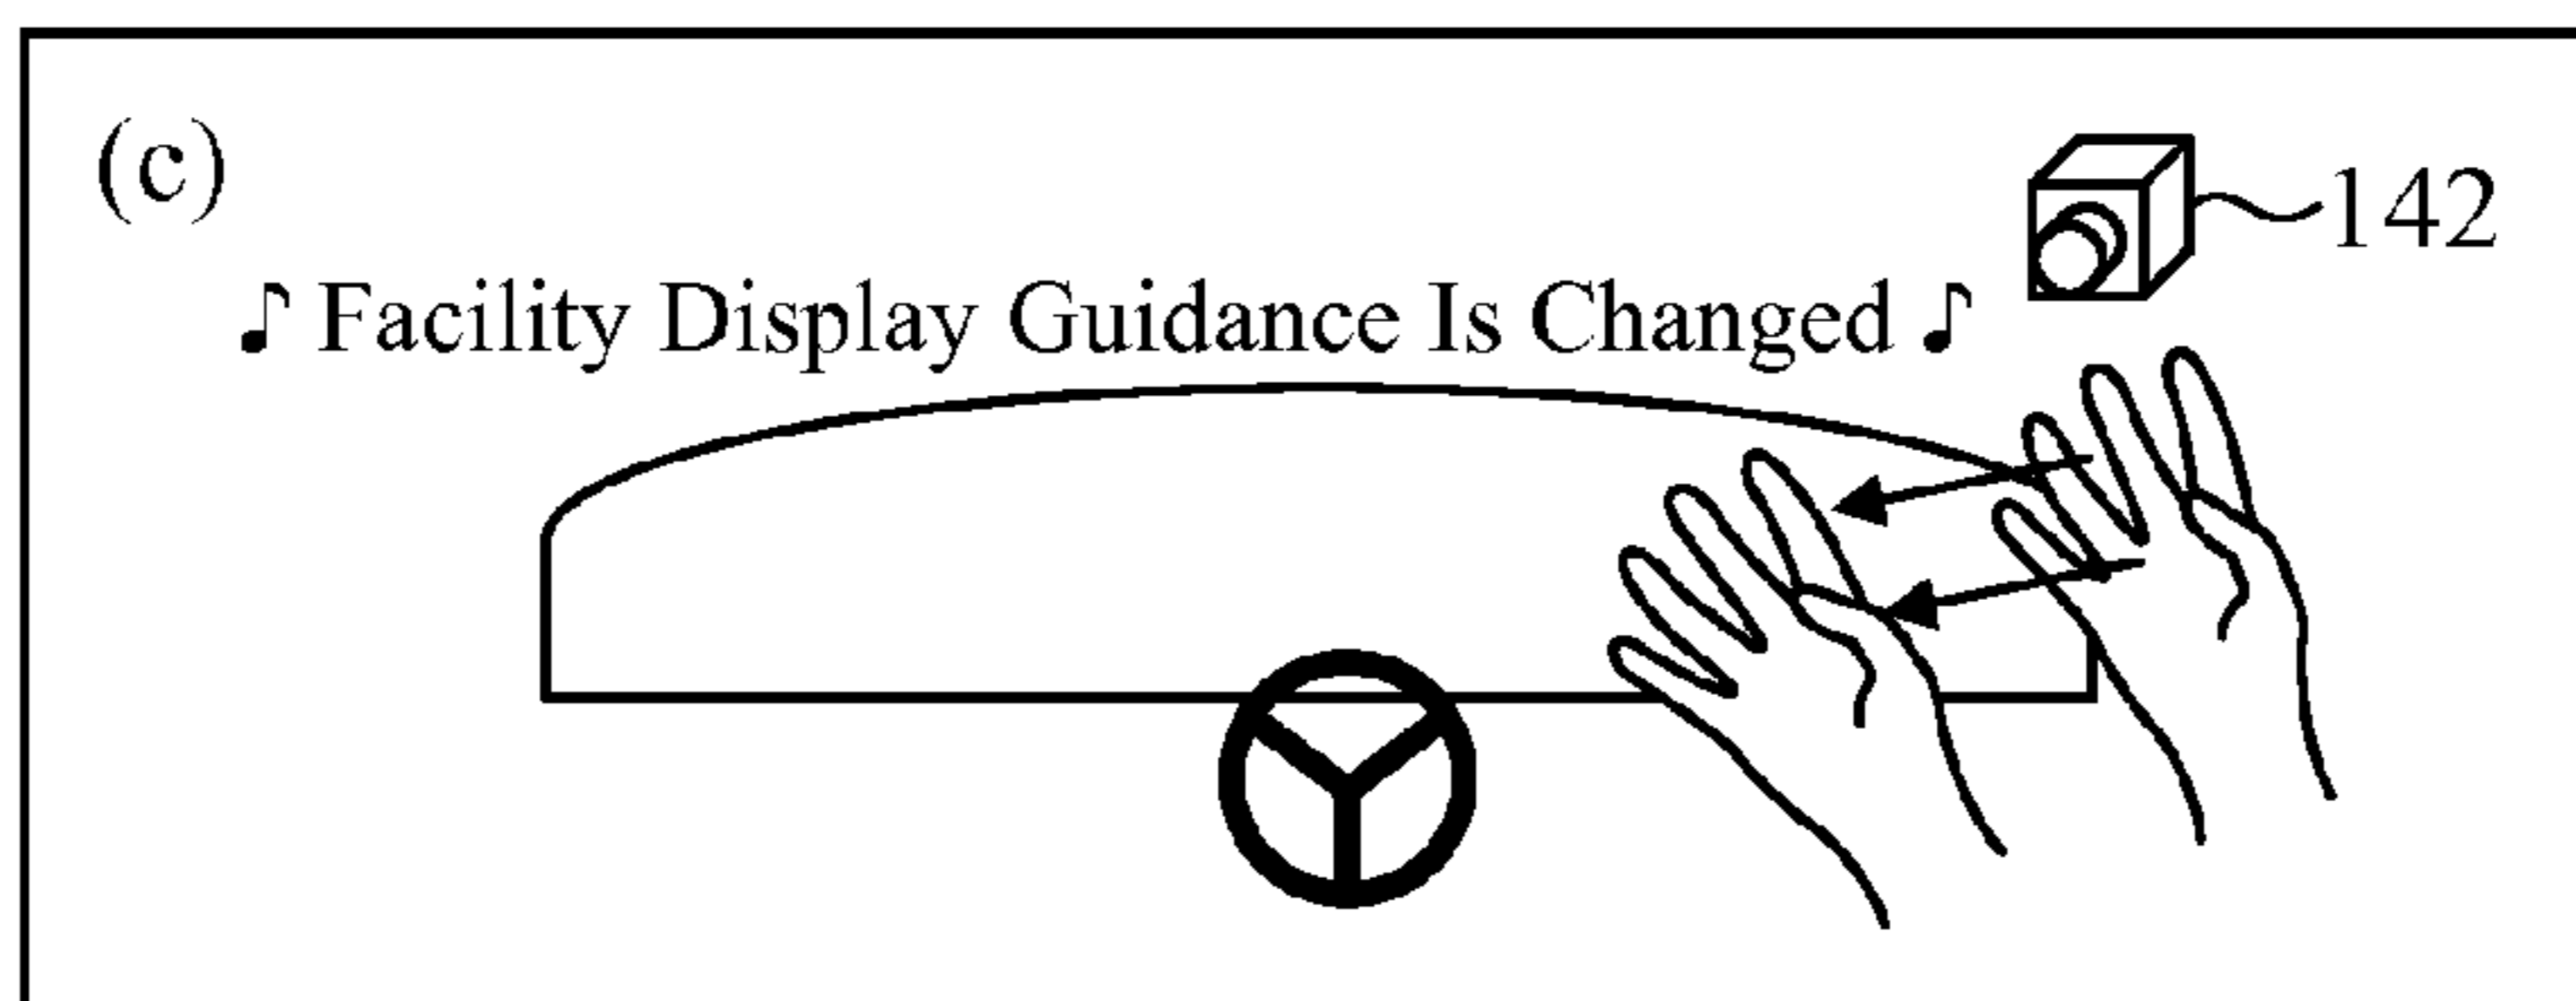 (c)
142
♪ Facility Display Guidance Is Changed ♪